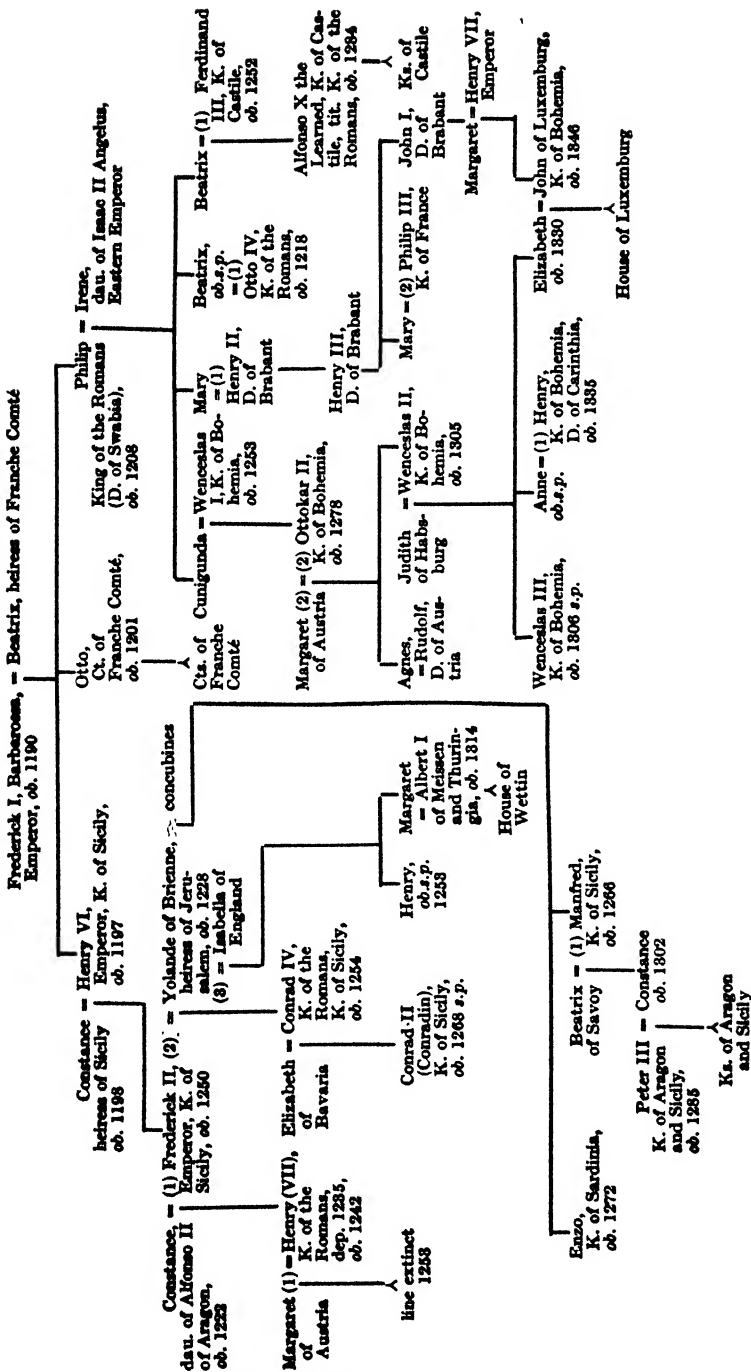 Frederick I, Barbarossa, = Beatrix, heiress of Franche Comté
Emperor, ob. 1190
Constance = Henry VI,
heiress of Sicily
ob. 1198
Emperor, K. of Sicily,
ob. 1197
Otto,
Ct. of
Franche Comté,
ob. 1201
Cts. of
Franche
Comté
Philip = Irene,
King of the Romans
(D. of Swabia)
ob. 1208
dau. of Isaac II Angelus,
Eastern Emperor
Constance, = (1) Frederick II, (2) = Yolande of Brienne, concubines
dau. of Alfonso II
of Aragon,
ob. 1222
Emperor, K. of
Sicily, ob. 1250
heiress of Jeru-
salem, ob. 1228
(3) = Isabella of
England
Cunigunda = Wenceslas
I, K. of Bo-
hemia,
ob. 1253
Mary
= (1)
Henry II,
D. of
Brabant
Beatrix,
ob.s.p.
= (1)
Otto IV,
K. of the
Romans,
ob. 1218
Beatrix = (1) Ferdinand
III, K. of
Castile,
ob. 1252
Margaret (1) = Henry (VII),
of
Austria
K. of the
Romans,
dep. 1235,
ob. 1242
line extinct
1253
Elizabeth = Conrad IV,
of
Bavaria
K. of the
Romans,
K. of Sicily,
ob. 1254
Henry,
ob.s.p.
1253
Margaret
= Albert I
of Meissen
and Thurin-
gia, ob. 1314
House of
Wettin
Margaret (2) = (2) Ottokar II,
of Austria
K. of Bohemia,
ob. 1278
Henry III,
D. of Brabant
Alfonso X the
Learned, K. of Cas-
tile, tit. K. of the
Romans, ob. 1284
Ks. of
Castile
Conrad II
(Conradin),
K. of Sicily,
ob. 1268 s.p.
Agnes,
= Rudolf,
D. of Aus-
tria
Judith = Wenceslas II,
of Habs-
burg
K. of Bo-
hemia,
ob. 1305
Mary = (2) Philip III,
K. of France
John I,
D. of
Brabant
Margaret = Henry VII,
Emperor
Enzo,
K. of Sardinia,
ob. 1272
Beatrix = (1) Manfred,
of Savoy
K. of Sicily,
ob. 1266
Wenceslas III,
K. of Bohemia,
ob. 1306 s.p.
Anne = (1) Henry,
ob.s.p.
K. of Bohemia,
D. of Carinthia,
ob. 1335
Elizabeth = John of Luxemburg,
ob. 1330
K. of Bohemia,
ob. 1346
House of Luxemburg
Peter III = Constance
K. of Aragon
and Sicily,
ob. 1285
ob. 1302
Ks. of Aragon
and Sicily